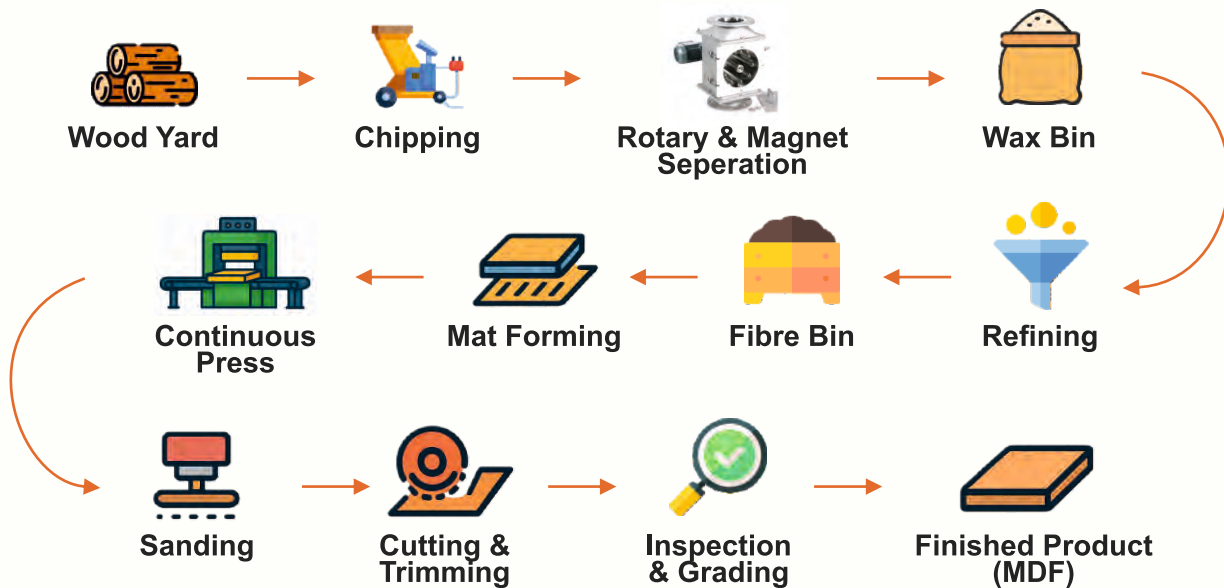 Wood Yard
Chipping
Rotary & Magnet
Seperation
Wax Bin
Continuous
Press
Mat Forming
Fibre Bin
Refining
Sanding
Cutting &
Trimming
Inspection
& Grading
Finished Product
(MDF)